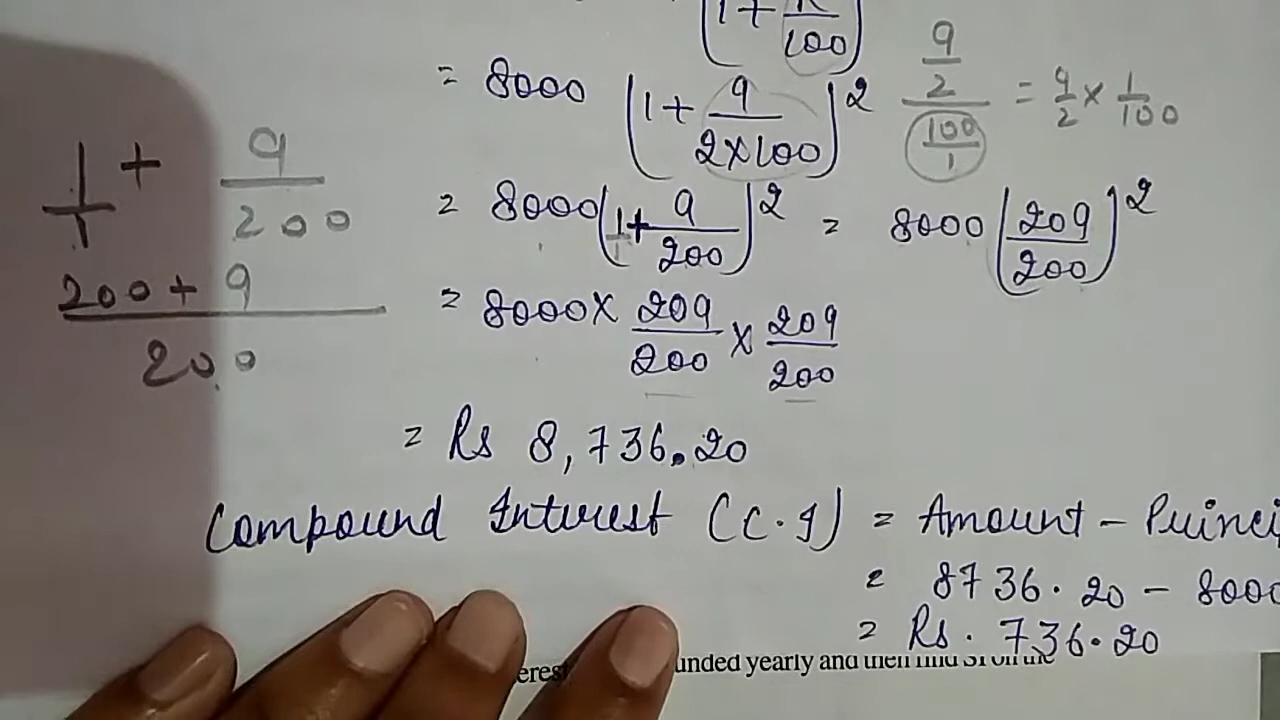 (1 + R/100)
= 8000 (1 + 9/2×100)²
9/2 / 100/1 = 9/2 × 1/100
1/1 + 9/200
200 + 9 / 200
= 8000 (1/1 + 9/200)² = 8000 (209/200)²
= 8000 × 209/200 × 209/200
= Rs 8,736.20
Compound Interest (C.I) = Amount - Princi
= 8736.20 - 8000
= Rs. 736.20
unded yearly and then find SI on the